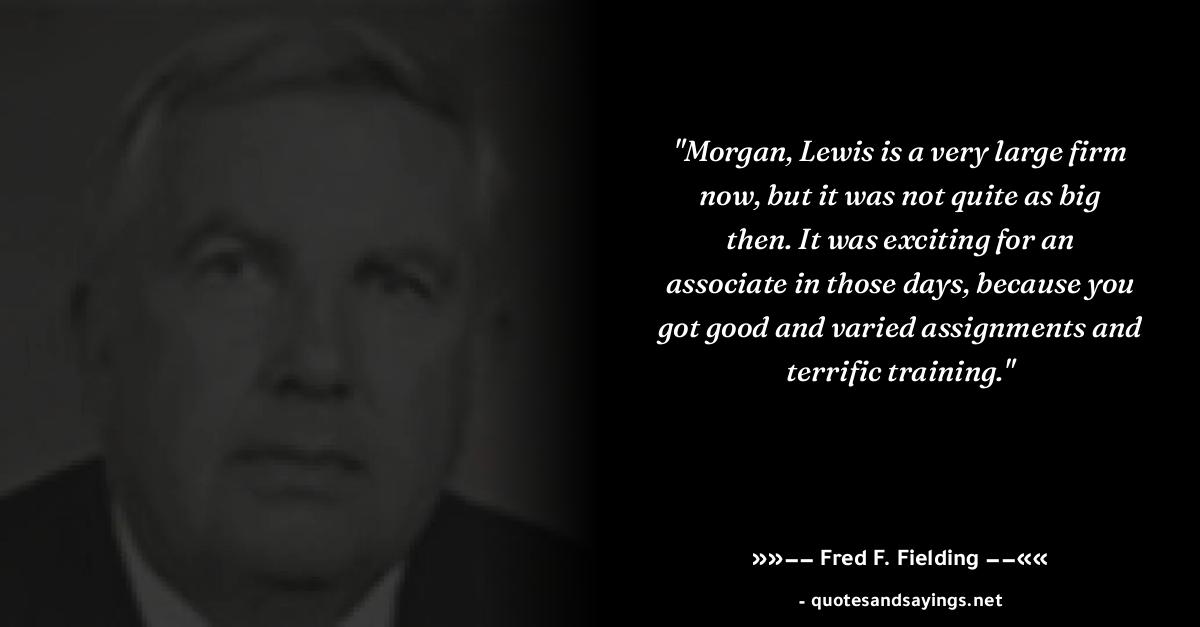 "Morgan, Lewis is a very large firm
now, but it was not quite as big
then. It was exciting for an
associate in those days, because you
got good and varied assignments and
terrific training."
»»–– Fred F. Fielding ––««
- quotesandsayings.net